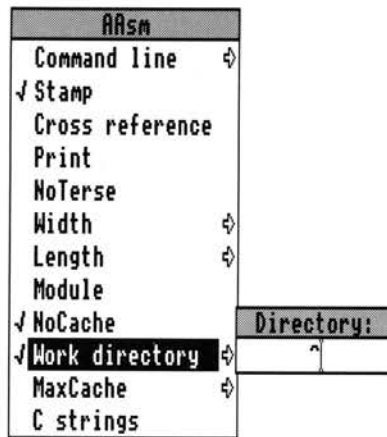 AAsm
Command line ⇨
√ Stamp
Cross reference
Print
NoTerse
Width ⇨
Length ⇨
Module
√ NoCache
√ Work directory ⇨
Directory:
^
MaxCache ⇨
C strings